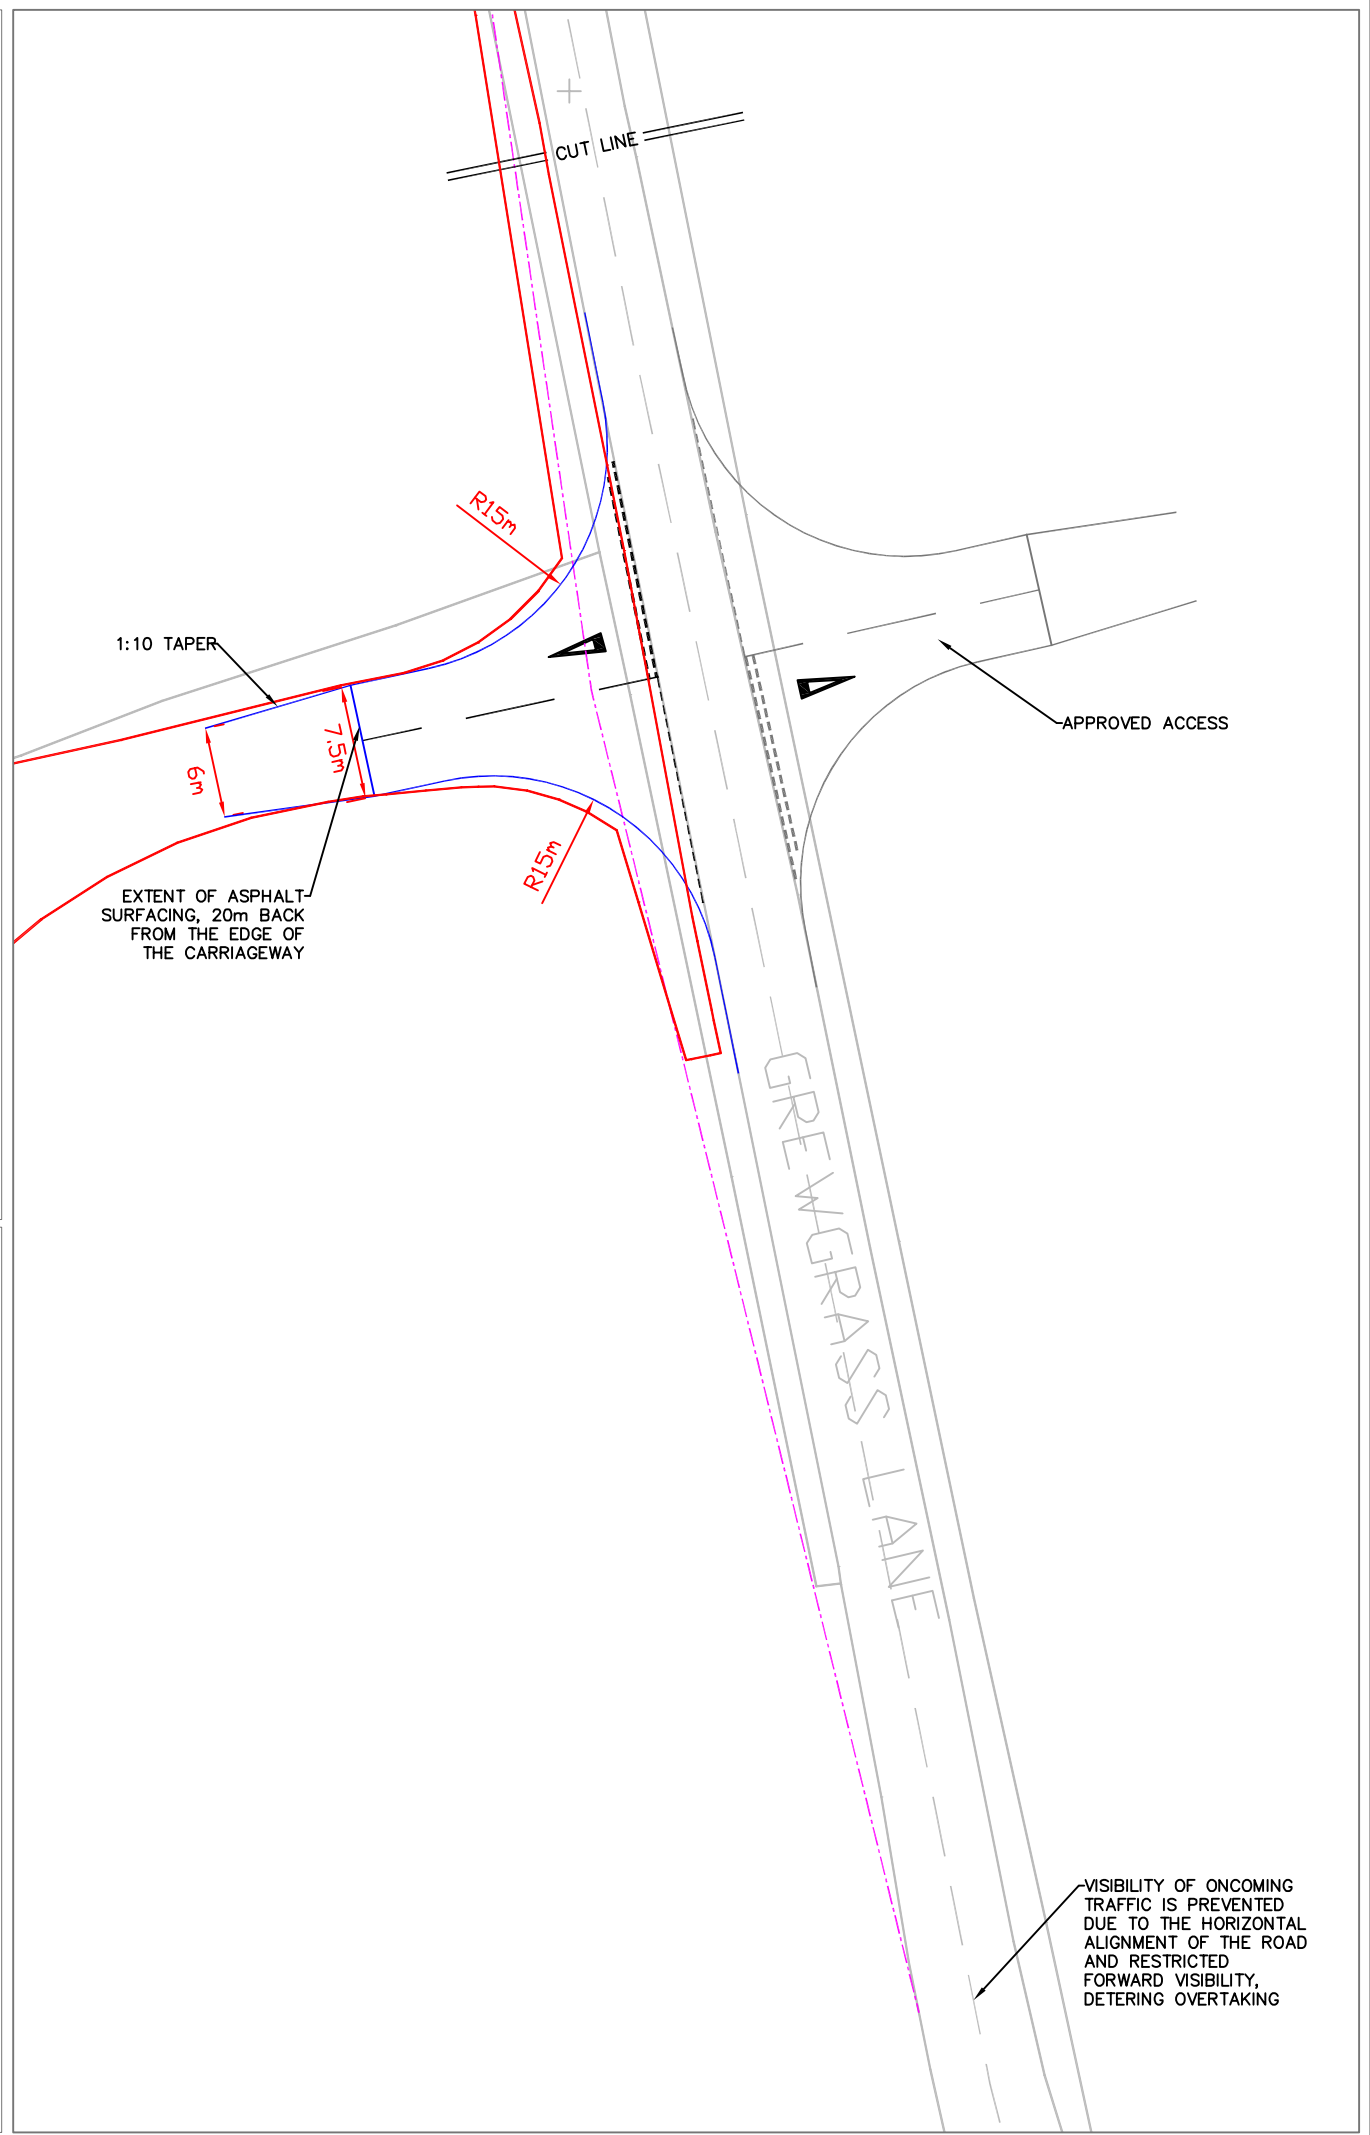 CUT LINE
R15m
1:10 TAPER
7.5m
6m
APPROVED ACCESS
R15m
EXTENT OF ASPHALT
SURFACING, 20m BACK
FROM THE EDGE OF
THE CARRIAGEWAY
GREWGRASS LANE
VISIBILITY OF ONCOMING
TRAFFIC IS PREVENTED
DUE TO THE HORIZONTAL
ALIGNMENT OF THE ROAD
AND RESTRICTED
FORWARD VISIBILITY,
DETERING OVERTAKING